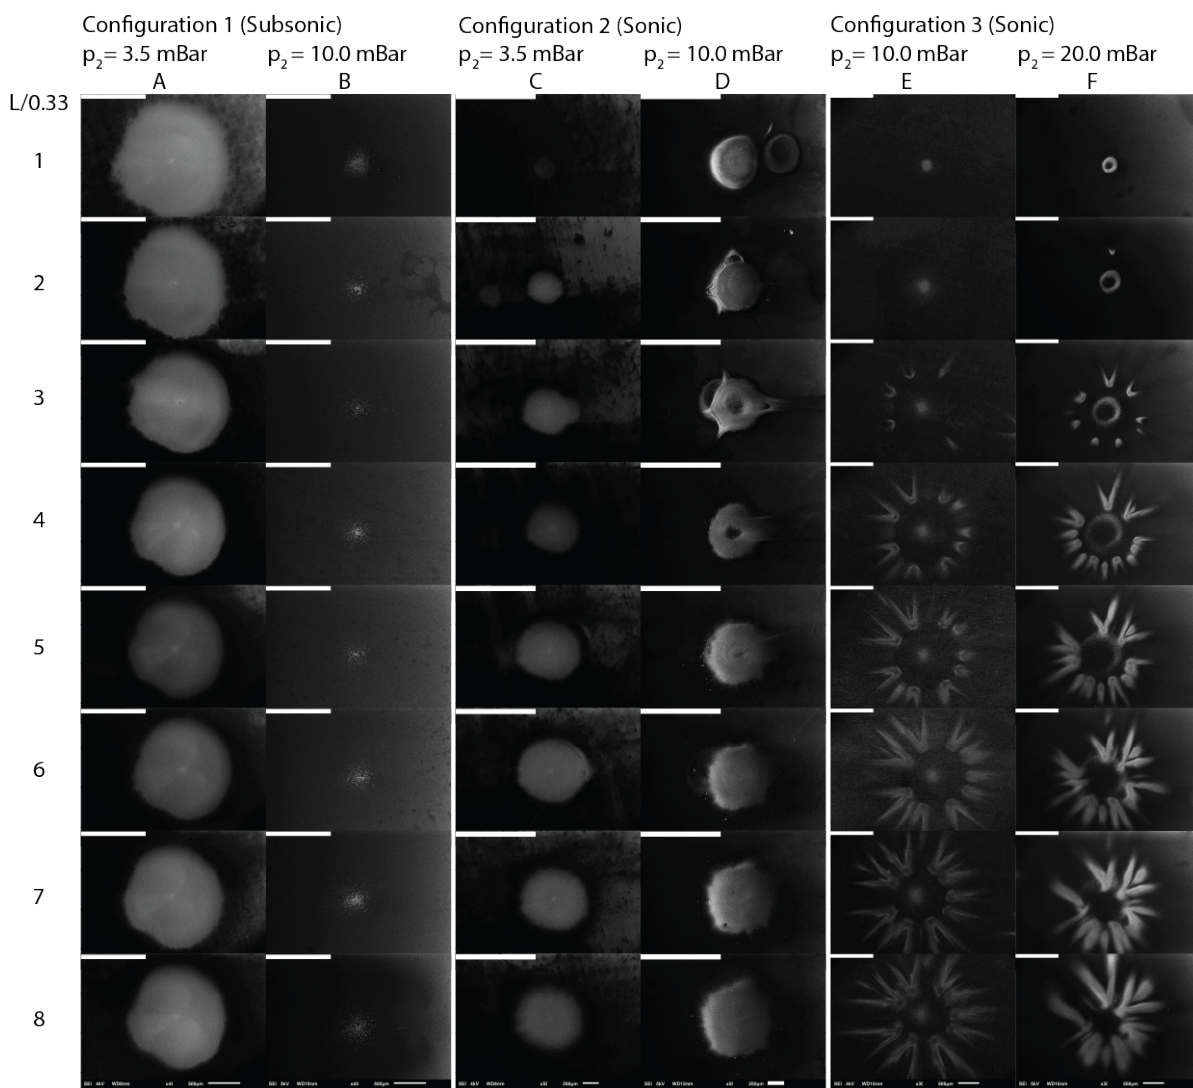 Configuration 1 (Subsonic) Configuration 2 (Sonic) Configuration 3 (Sonic)
p2= 3.5 mBar p2= 10.0 mBar p2= 3.5 mBar p2= 10.0 mBar p2= 10.0 mBar p2= 20.0 mBar
A B C D E F
L/0.33
1
2
3
4
5
6
7
8